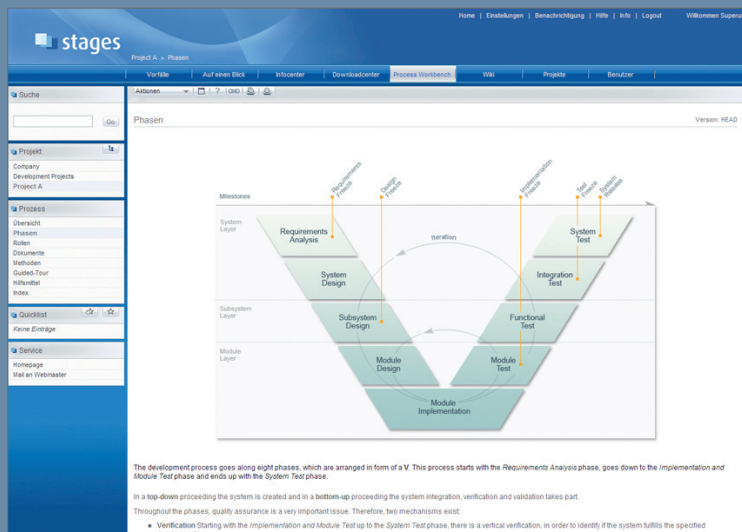 Home | Einstellungen | Benachrichtigung | Hilfe | Info | Logout Willkommen Superu
stages
Project A > Phasen
Vorfälle | Auf einen Blick | Infocenter | Downloadcenter | Process Workbench | Wiki | Projekte | Benutzer
Suche
Go
Projekt
Company
Development Projects
Project A
Prozess
Übersicht
Phasen
Rollen
Dokumente
Methoden
Guided-Tour
Hilfsmittel
Index
Quicklist
Keine Einträge
Service
Homepage
Mail an Webmaster
Aktionen
Phasen
Version: HEAD
Milestones
Requirements
Freeze
Design
Freeze
Implementation
Freeze
Test
Freeze
System
Release
System
Layer
Requirements
Analysis
Iteration
System
Test
System
Design
Integration
Test
Subsystem
Layer
Subsystem
Design
Functional
Test
Module
Layer
Module
Design
Module
Test
Module
Implementation
The development process goes along eight phases, which are arranged in form of a V. This process starts with the Requirements Analysis phase, goes down to the Implementation and
Module Test phase and ends up with the System Test phase.
In a top-down proceeding the system is created and in a bottom-up proceeding the system integration, verification and validation takes part.
Throughout the phases, quality assurance is a very important issue. Therefore, two mechanisms exist:
Verification Starting with the Implementation and Module Test up to the System Test phase, there is a vertical verification, in order to identify if the system fulfills the specified